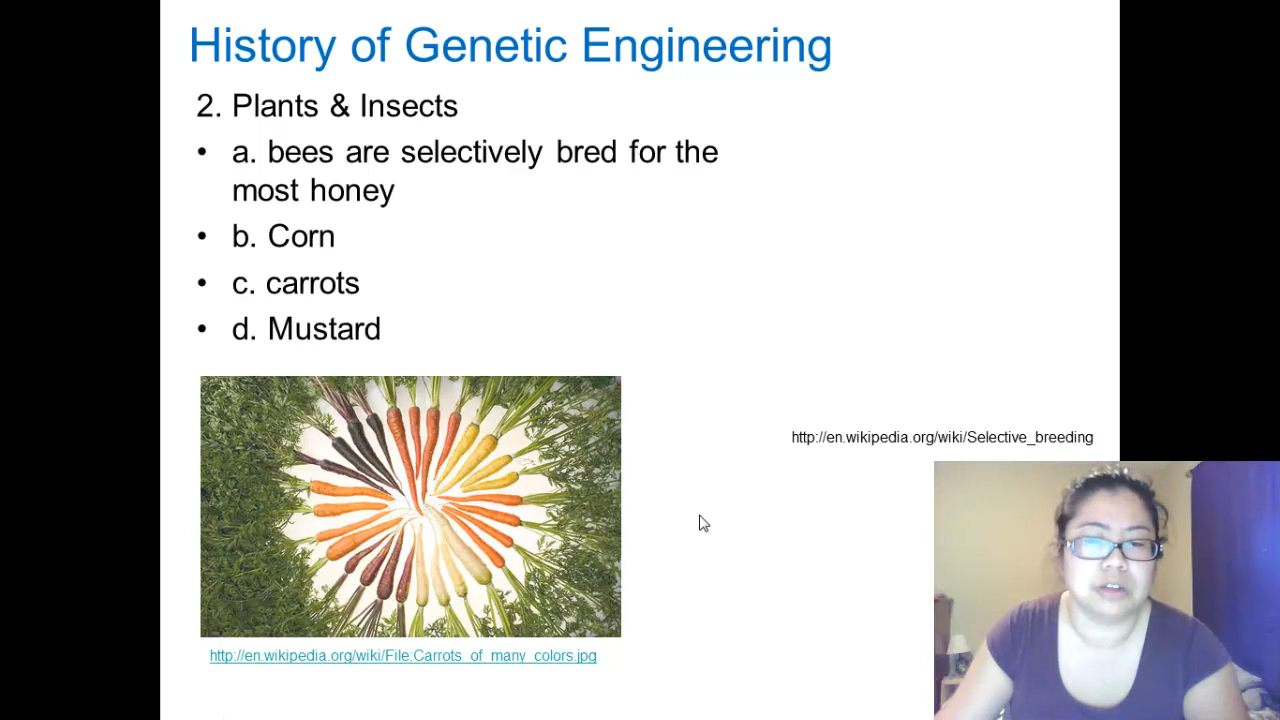 History of Genetic Engineering
2. Plants & Insects
• a. bees are selectively bred for the
most honey
• b. Corn
• c. carrots
• d. Mustard
http://en.wikipedia.org/wiki/Selective_breeding
http://en.wikipedia.org/wiki/File:Carrots_of_many_colors.jpg